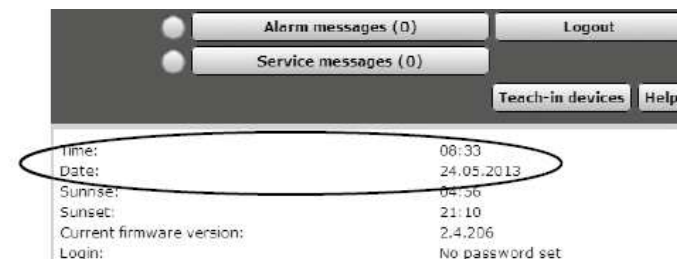 Alarm messages (0) Logout
Service messages (0)
Teach-in devices Help
Time: 08:33
Date: 24.05.2013
Sunrise: 04:56
Sunset: 21:10
Current firmware version: 2.4.206
Login: No password set